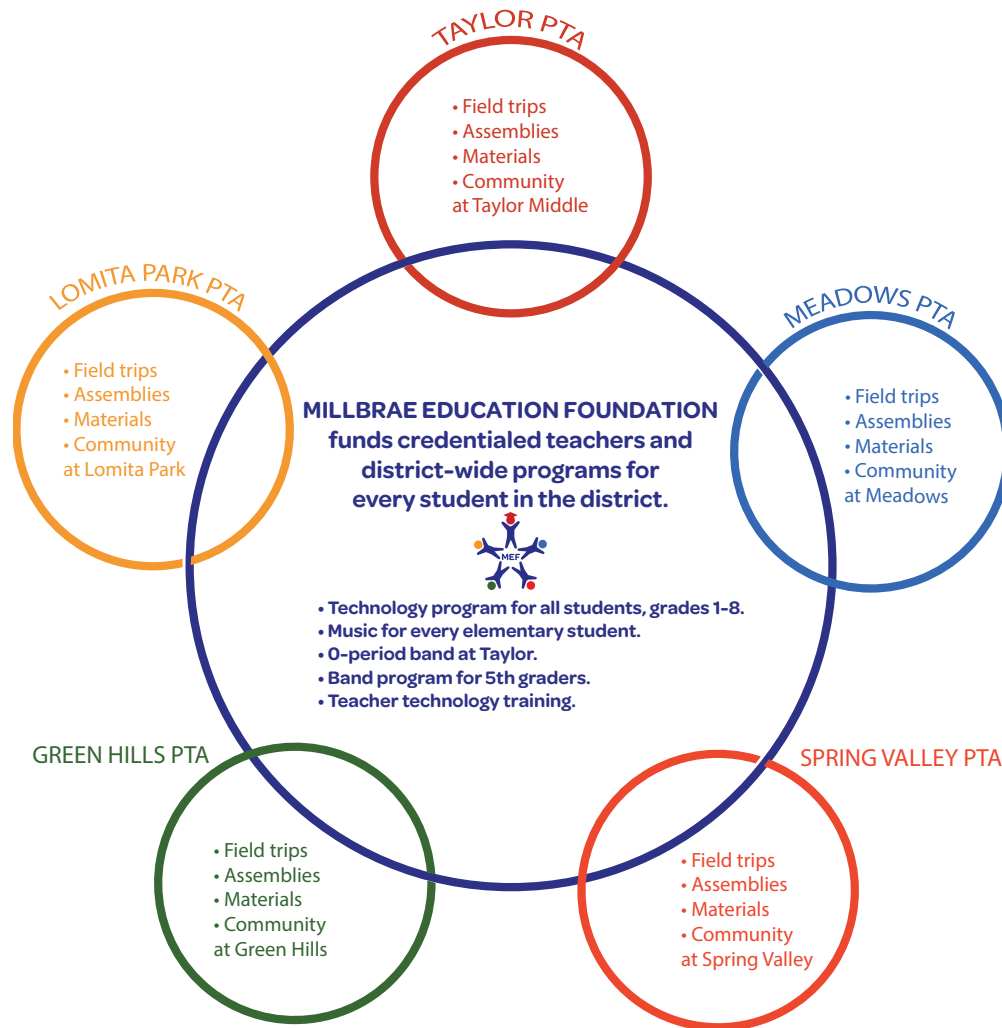 TAYLOR PTA
• Field trips
• Assemblies
• Materials
• Community
at Taylor Middle
LOMITA PARK PTA
• Field trips
• Assemblies
• Materials
• Community
at Lomita Park
MEADOWS PTA
• Field trips
• Assemblies
• Materials
• Community
at Meadows
MILLBRAE EDUCATION FOUNDATION
funds credentialed teachers and
district-wide programs for
every student in the district.
MEF
• Technology program for all students, grades 1-8.
• Music for every elementary student.
• 0-period band at Taylor.
• Band program for 5th graders.
• Teacher technology training.
GREEN HILLS PTA
• Field trips
• Assemblies
• Materials
• Community
at Green Hills
SPRING VALLEY PTA
• Field trips
• Assemblies
• Materials
• Community
at Spring Valley